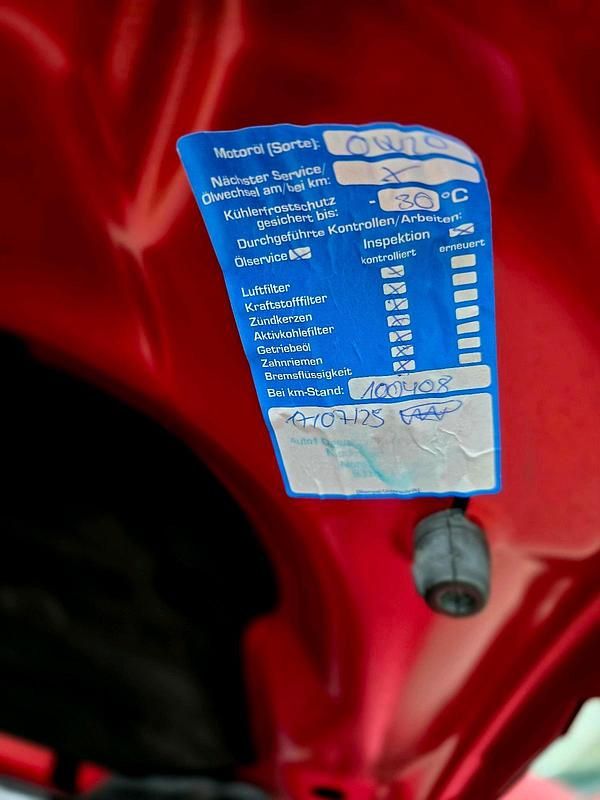 Motoröl (Sorte): 0W20
Nächster Service/
Ölwechsel am/bei km: X
Kühlerfrostschutz
gesichert bis: - 30 °C
Durchgeführte Kontrollen/Arbeiten:
Ölservice Inspektion
kontrolliert erneuert
Luftfilter
Kraftstofffilter
Zündkerzen
Aktivkohlefilter
Getriebeöl
Zahnriemen
Bremsflüssigkeit
Bei km-Stand: 100408
17/07/25